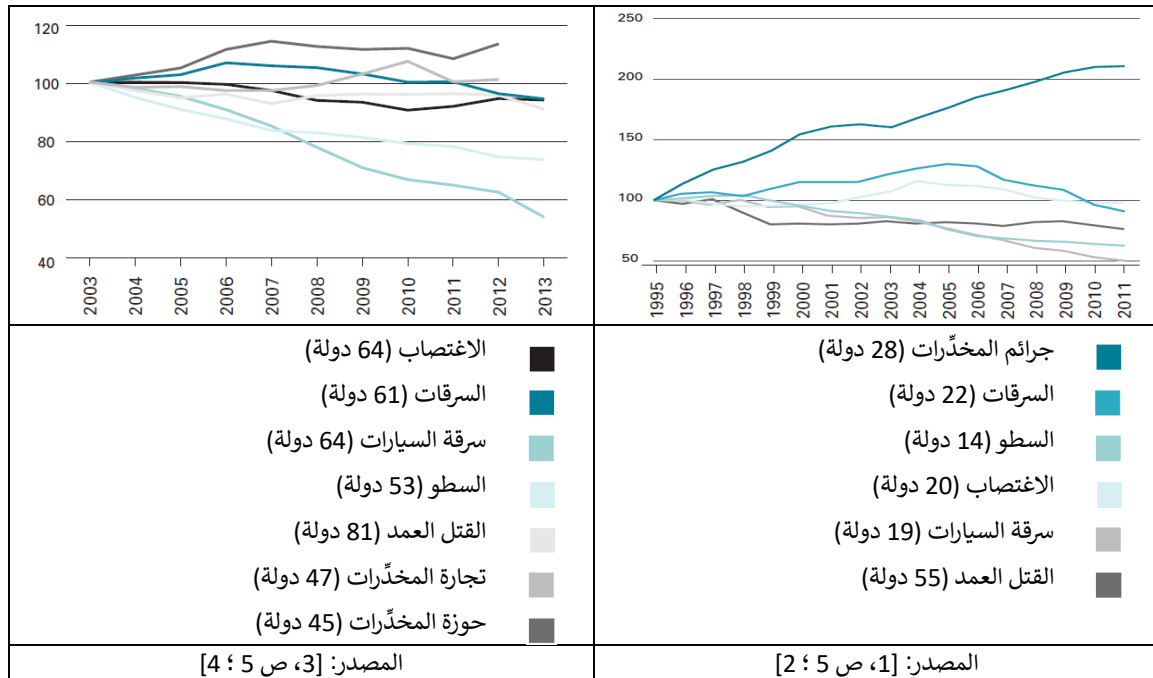 250
200
150
100
50
1995
1996
1997
1998
1999
2000
2001
2002
2003
2004
2005
2006
2007
2008
2009
2010
2011
جرائم المخدِّرات (28 دولة)
السرقات (22 دولة)
السطو (14 دولة)
الاغتصاب (20 دولة)
سرقة السيارات (19 دولة)
القتل العمد (55 دولة)
المصدر: [1، ص 5 ؛ 2]
120
100
80
60
40
2003
2004
2005
2006
2007
2008
2009
2010
2011
2012
2013
الاغتصاب (64 دولة)
السرقات (61 دولة)
سرقة السيارات (64 دولة)
السطو (53 دولة)
القتل العمد (81 دولة)
تجارة المخدِّرات (47 دولة)
حوزة المخدِّرات (45 دولة)
المصدر: [3، ص 5 ؛ 4]